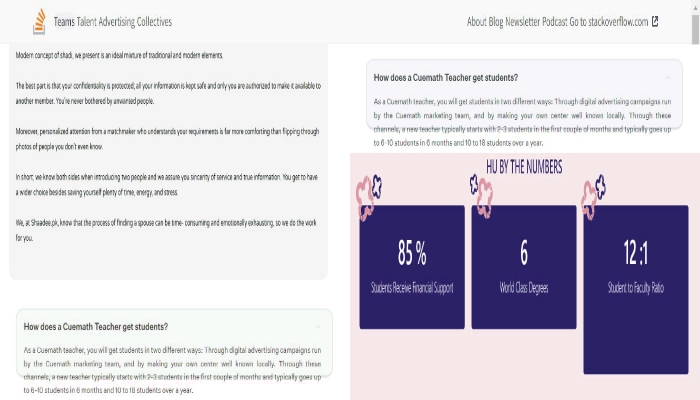 Teams Talent Advertising Collectives
About Blog Newsletter Podcast Go to stackoverflow.com
Modern concept of shadi, we present is an ideal mixture of traditional and modern elements.
The best part is that your confidentiality is protected; all your information is kept safe and only you are authorized to make it available to
another member. You're never bothered by unwanted people.
Moreover, personalized attention from a matchmaker who understands your requirements is far more comforting than flipping through
photos of people you don't even know.
In short, we know both sides when introducing two people and we assure you sincerity of service and true information. You get to have
a wider choice besides saving yourself plenty of time, energy, and stress.
We, at Shaadee.pk, know that the process of finding a spouse can be time- consuming and emotionally exhausting, so we do the work
for you.
How does a Cuemath Teacher get students?
As a Cuemath teacher, you will get students in two different ways: Through digital advertising campaigns run
by the Cuemath marketing team, and by making your own center well known locally. Through these
channels, a new teacher typically starts with 2-3 students in the first couple of months and typically goes up
to 6-10 students in 6 months and 10 to 18 students over a year.
How does a Cuemath Teacher get students?
As a Cuemath teacher, you will get students in two different ways: Through digital advertising campaigns run
by the Cuemath marketing team, and by making your own center well known locally. Through these
channels, a new teacher typically starts with 2-3 students in the first couple of months and typically goes up
to 6-10 students in 6 months and 10 to 18 students over a year.
HU BY THE NUMBERS
85 %
Students Receive Financial Support
6
World Class Degrees
12 :1
Student to Faculty Ratio